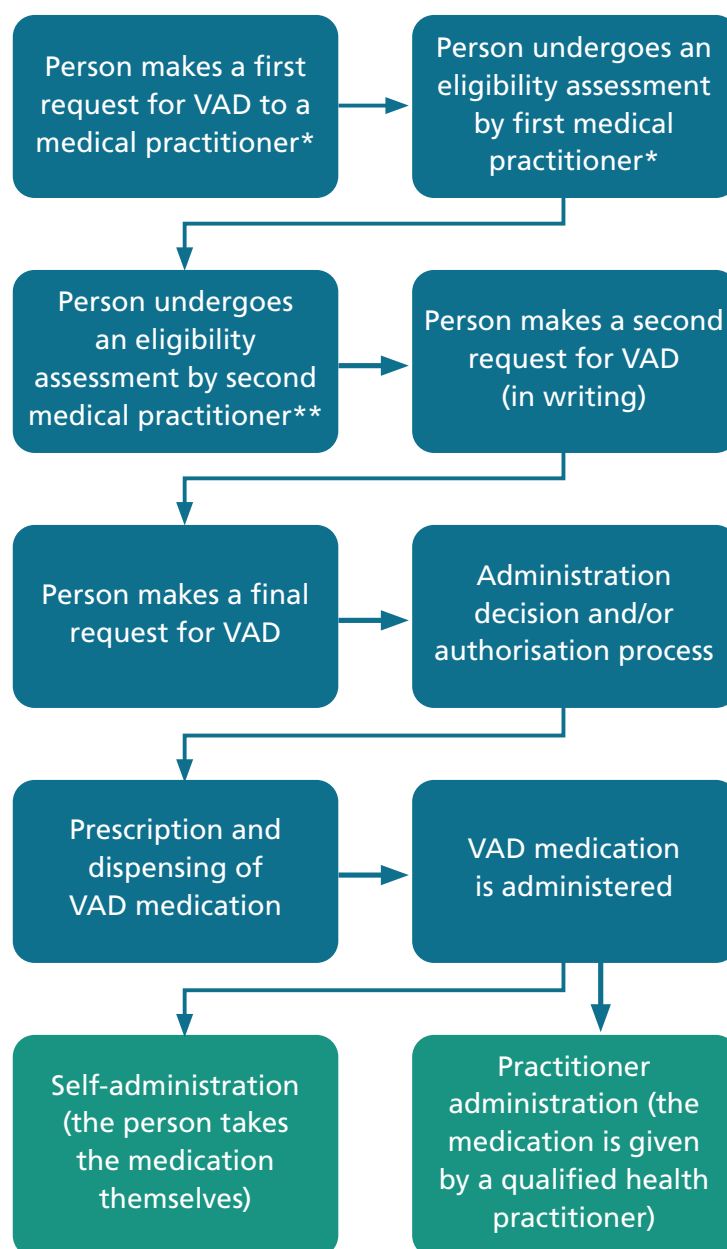 Person makes a first
request for VAD to a
medical practitioner*
Person undergoes an
eligibility assessment
by first medical
practitioner*
Person undergoes
an eligibility
assessment by second
medical practitioner**
Person makes a second
request for VAD
(in writing)
Person makes a final
request for VAD
Administration
decision and/or
authorisation process
Prescription and
dispensing of
VAD medication
VAD medication
is administered
Self-administration
(the person takes
the medication
themselves)
Practitioner
administration (the
medication is given
by a qualified health
practitioner)